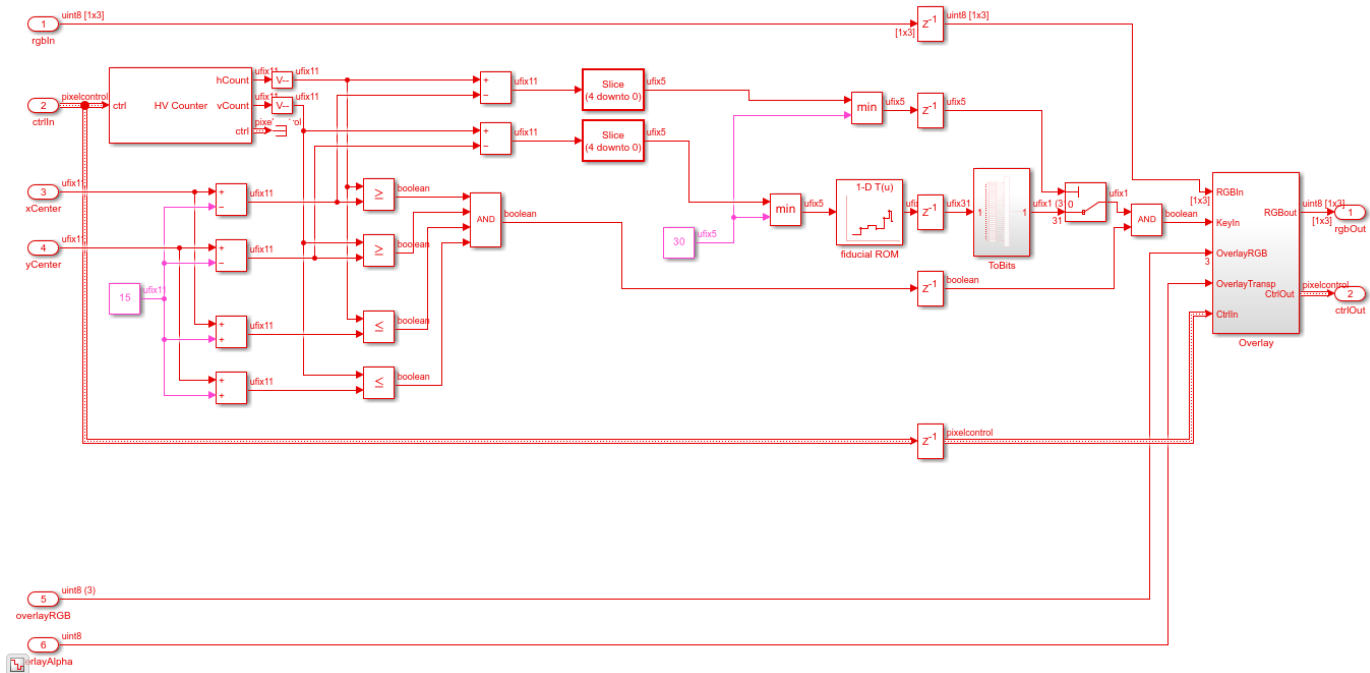 1
rgbIn
uint8 [1x3]
[1x3]
Z-1
uint8 [1x3]
2
ctrlIn
pixelcontrol
ctrl
HV Counter
hCount
vCount
ctrl
ufix11
V--
ufix11
ufix11
V--
ufix11
+
−
ufix11
Slice
(4 downto 0)
ufix5
+
−
ufix11
Slice
(4 downto 0)
ufix5
min
ufix5
Z-1
ufix5
3
xCenter
ufix11
+
−
ufix11
≥
boolean
4
yCenter
ufix11
+
−
ufix11
≥
boolean
AND
boolean
15
ufix11
+
+
ufix11
≤
boolean
+
+
ufix11
≤
boolean
30
ufix5
min
ufix5
1-D T(u)
fiducial ROM
Z-1
ufix31
1
1
ToBits
ufix1 (3
31
0
ufix1
AND
boolean
Z-1
boolean
RGBIn
[1x3]
KeyIn
OverlayRGB
3
OverlayTransp
CtrlIn
RGBout
CtrlOut
Overlay
uint8 [1x3]
[1x3]
1
rgbOut
pixelcontrol
2
ctrlOut
Z-1
pixelcontrol
5
overlayRGB
uint8 (3)
6
erlayAlpha
uint8